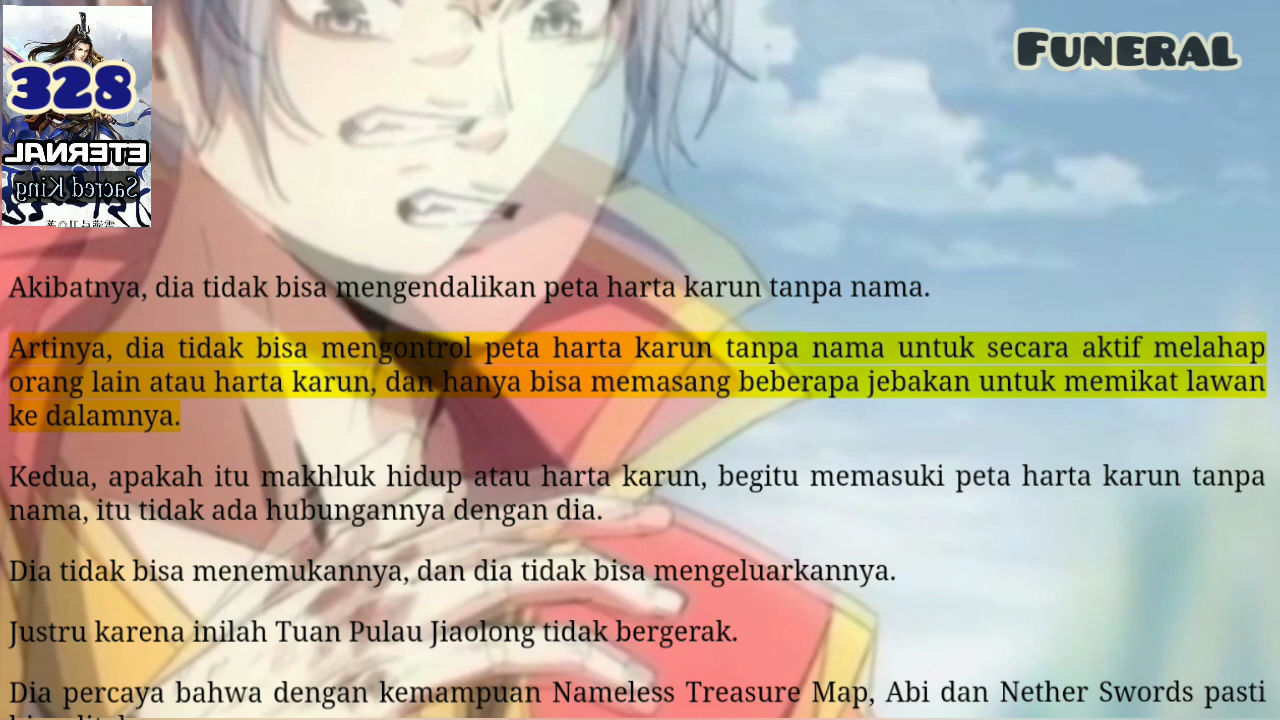 FUNERAL
328
ETERNAL
Sacred King
Akibatnya, dia tidak bisa mengendalikan peta harta karun tanpa nama.
Artinya, dia tidak bisa mengontrol peta harta karun tanpa nama untuk secara aktif melahap
orang lain atau harta karun, dan hanya bisa memasang beberapa jebakan untuk memikat lawan
ke dalamnya.
Kedua, apakah itu makhluk hidup atau harta karun, begitu memasuki peta harta karun tanpa
nama, itu tidak ada hubungannya dengan dia.
Dia tidak bisa menemukannya, dan dia tidak bisa mengeluarkannya.
Justru karena inilah Tuan Pulau Jiaolong tidak bergerak.
Dia percaya bahwa dengan kemampuan Nameless Treasure Map, Abi dan Nether Swords pasti